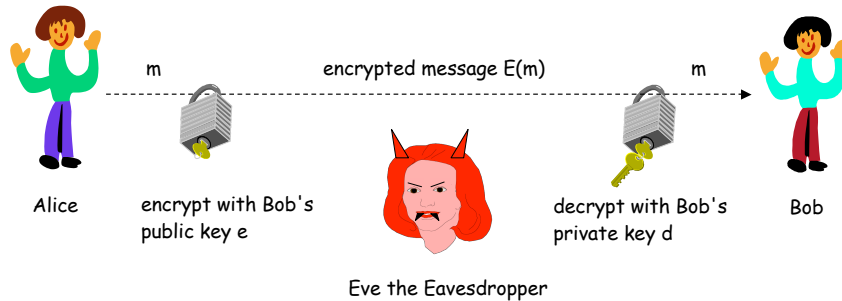 m
encrypted message E(m)
m
Alice
encrypt with Bob's
public key e
decrypt with Bob's
private key d
Bob
Eve the Eavesdropper